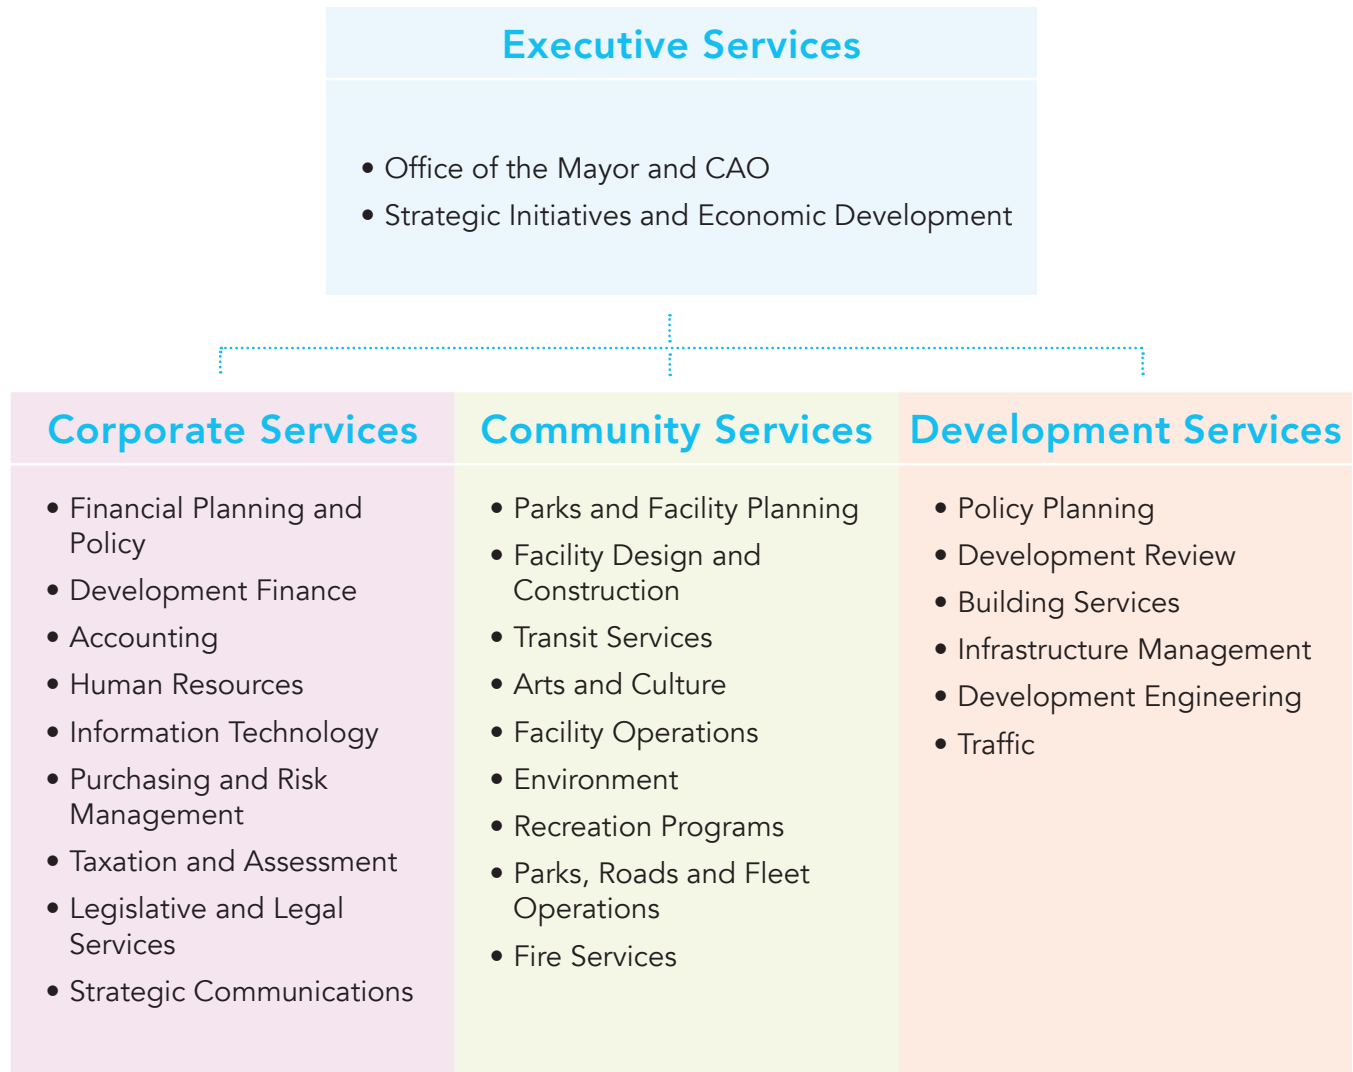 Executive Services
• Office of the Mayor and CAO
• Strategic Initiatives and Economic Development
Corporate Services
• Financial Planning and
Policy
• Development Finance
• Accounting
• Human Resources
• Information Technology
• Purchasing and Risk
Management
• Taxation and Assessment
• Legislative and Legal
Services
• Strategic Communications
Community Services
• Parks and Facility Planning
• Facility Design and
Construction
• Transit Services
• Arts and Culture
• Facility Operations
• Environment
• Recreation Programs
• Parks, Roads and Fleet
Operations
• Fire Services
Development Services
• Policy Planning
• Development Review
• Building Services
• Infrastructure Management
• Development Engineering
• Traffic